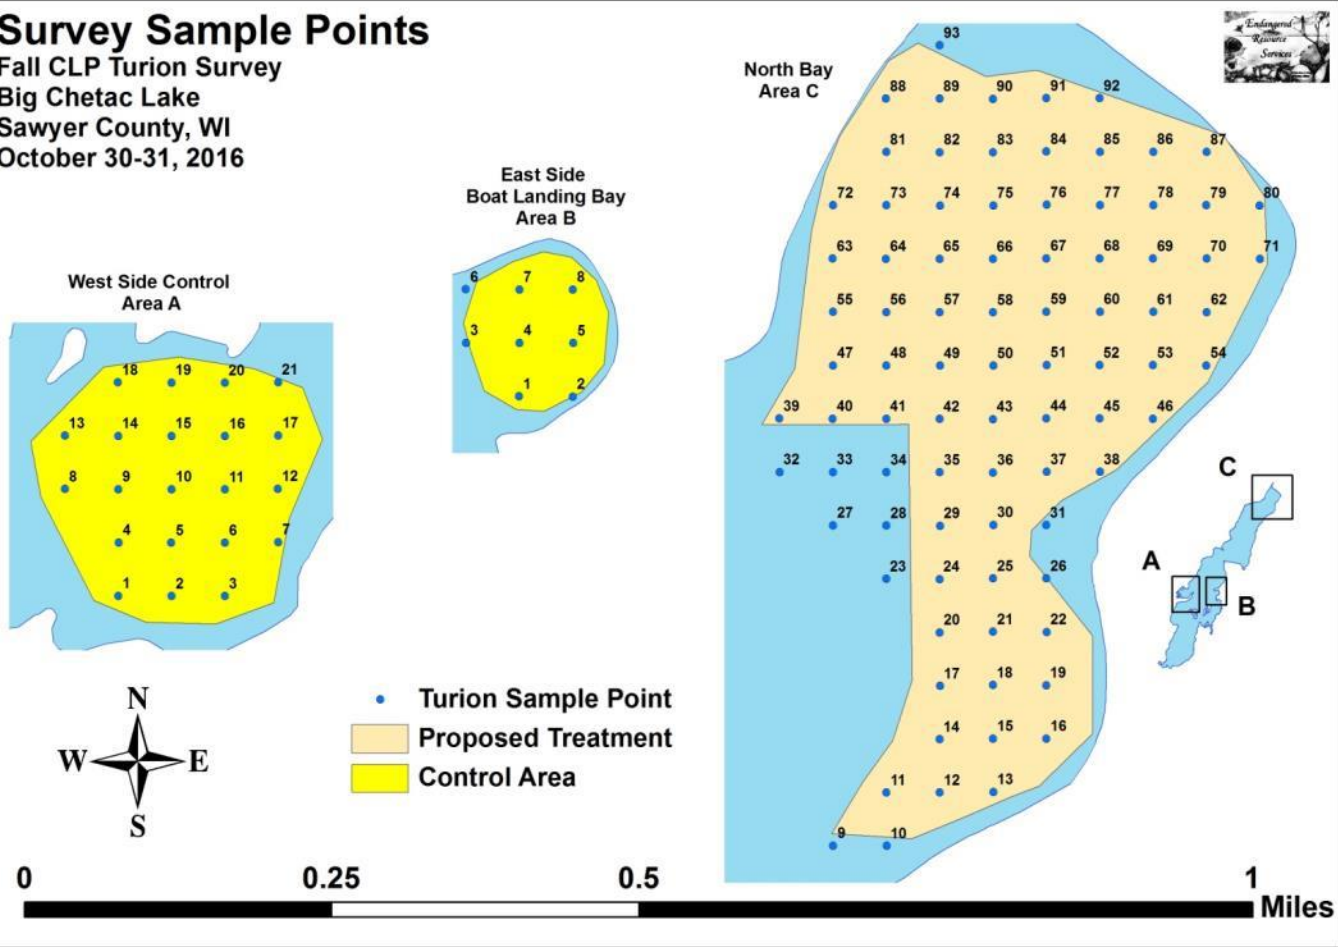 Survey Sample Points
Fall CLP Turion Survey
Big Chetac Lake
Sawyer County, WI
October 30-31, 2016
West Side Control
Area A
18 19 20 21
13 14 15 16 17
8 9 10 11 12
4 5 6 7
1 2 3
East Side
Boat Landing Bay
Area B
6 7 8
3 4 5
1 2
North Bay
Area C
93
88 89 90 91 92
81 82 83 84 85 86 87
72 73 74 75 76 77 78 79 80
63 64 65 66 67 68 69 70 71
55 56 57 58 59 60 61 62
47 48 49 50 51 52 53 54
39 40 41 42 43 44 45 46
32 33 34 35 36 37 38
27 28 29 30 31
23 24 25 26
20 21 22
17 18 19
14 15 16
11 12 13
9 10
Endangered
Resource
Services
C
A
B
N
W E
S
Turion Sample Point
Proposed Treatment
Control Area
0 0.25 0.5 1
Miles